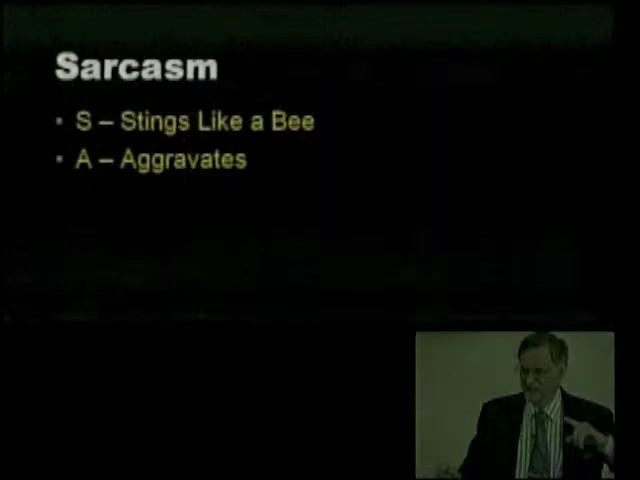 Sarcasm
▪ S – Stings Like a Bee
▪ A – Aggravates